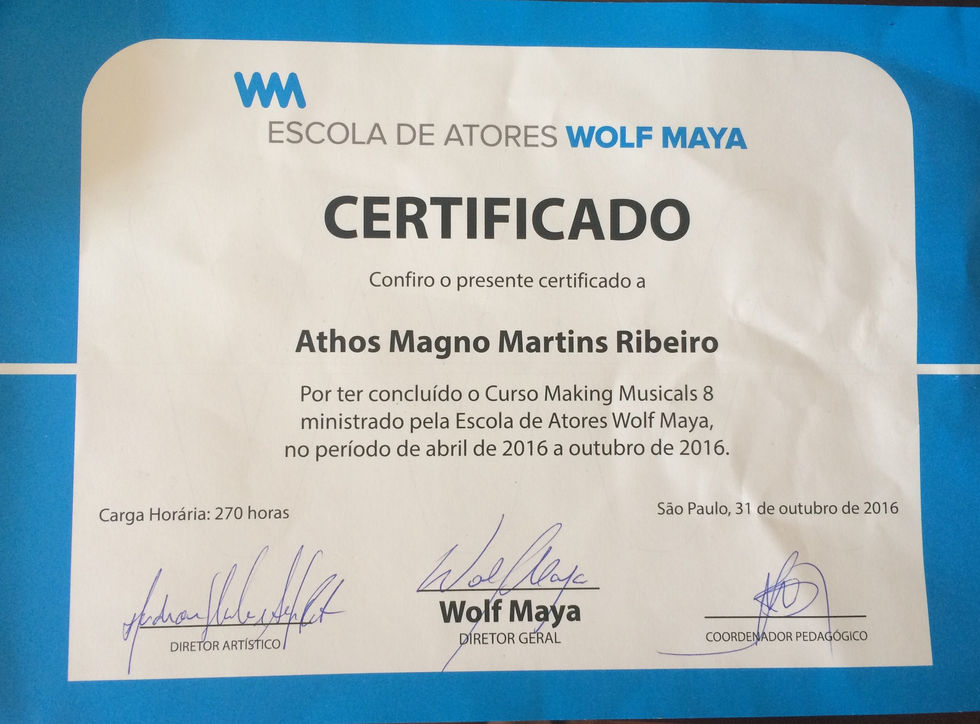 WM
ESCOLA DE ATORES WOLF MAYA
CERTIFICADO
Confiro o presente certificado a
Athos Magno Martins Ribeiro
Por ter concluído o Curso Making Musicals 8
ministrado pela Escola de Atores Wolf Maya,
no período de abril de 2016 a outubro de 2016.
Carga Horária: 270 horas
São Paulo, 31 de outubro de 2016
Wolf Maya
DIRETOR ARTÍSTICO
Wolf Maya
DIRETOR GERAL
COORDENADOR PEDAGÓGICO